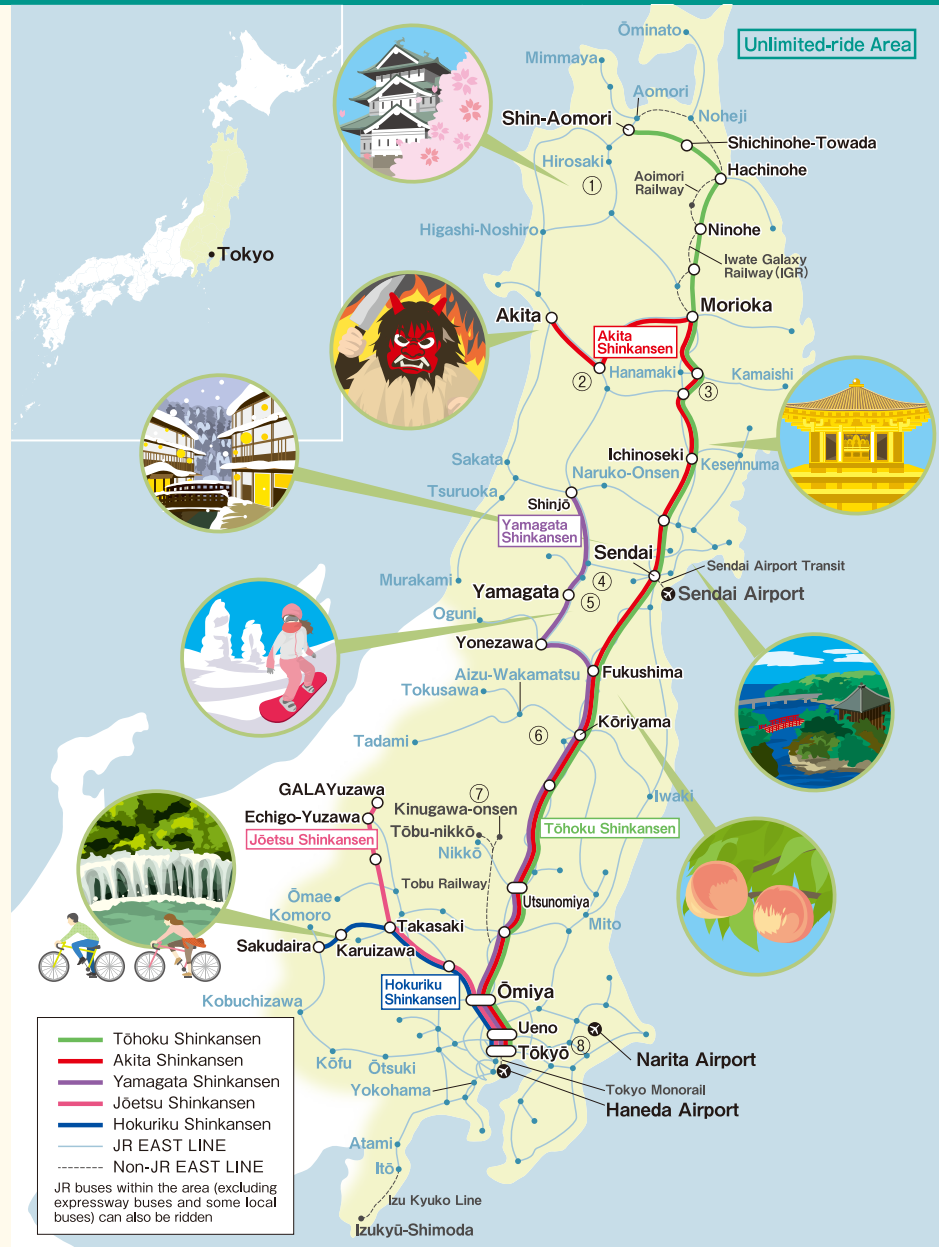 Unlimited-ride Area
Ōminato
Mimmaya
Aomori
Noheji
Shin-Aomori
Shichinohe-Towada
Hirosaki
Hachinohe
Aoimori
Railway
①
Higashi-Noshiro
Ninohe
Iwate Galaxy
Railway(IGR)
Tokyo
Morioka
Akita
Akita
Shinkansen
②
Hanamaki
Kamaishi
③
Ichinoseki
Sakata
Naruko-Onsen
Kesennuma
Tsuruoka
Shinjō
Yamagata
Shinkansen
Sendai
Sendai Airport Transit
Murakami
④
Yamagata
⑤
Sendai Airport
Oguni
Yonezawa
Aizu-Wakamatsu
Fukushima
Tokusawa
Kōriyama
Tadami
⑥
GALAYuzawa
⑦
Iwaki
Kinugawa-onsen
Echigo-Yuzawa
Tōbu-nikkō
Tōhoku Shinkansen
Jōetsu Shinkansen
Nikkō
Tobu Railway
Utsunomiya
Ōmae
Komoro
Takasaki
Mito
Sakudaira
Karuizawa
Hokuriku
Shinkansen
Ōmiya
Kobuchizawa
Ueno
Tōkyō
⑧
Narita Airport
Kōfu
Ōtsuki
Yokohama
Tokyo Monorail
Haneda Airport
Atami
Itō
Izu Kyuko Line
Izukyū-Shimoda
Tōhoku Shinkansen
Akita Shinkansen
Yamagata Shinkansen
Jōetsu Shinkansen
Hokuriku Shinkansen
JR EAST LINE
Non-JR EAST LINE
JR buses within the area (excluding
expressway buses and some local
buses) can also be ridden